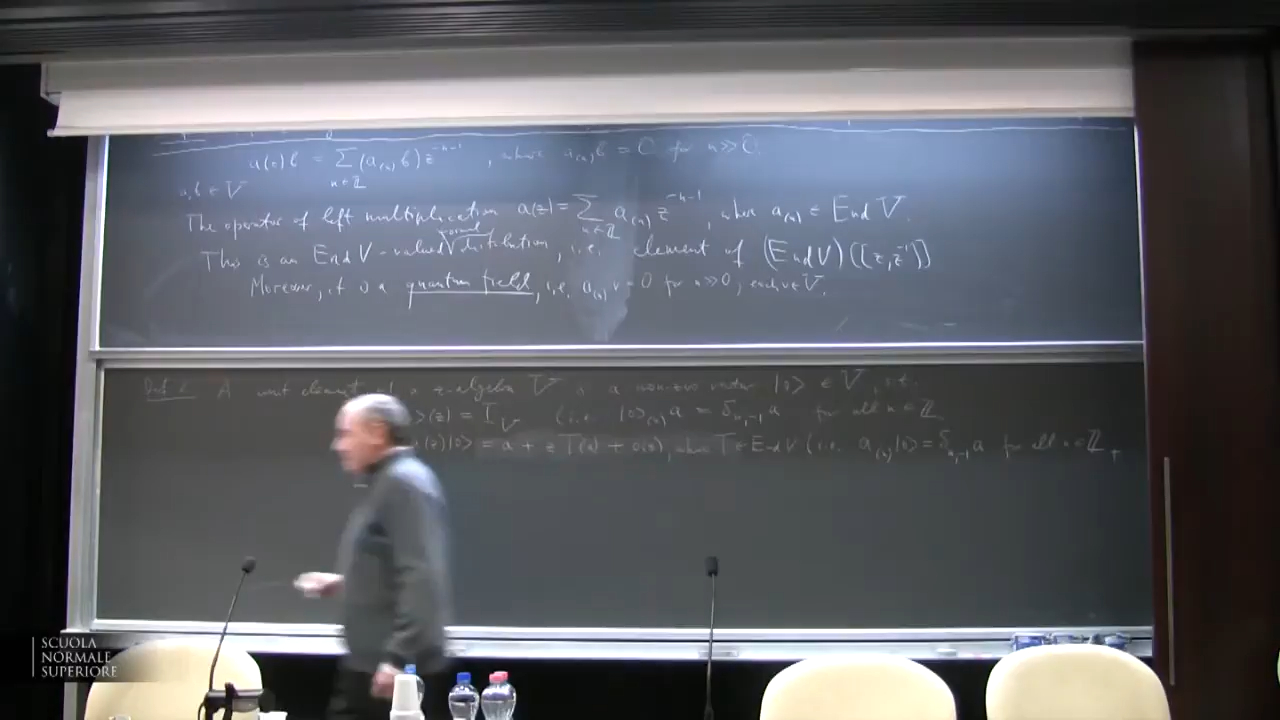 a(z)b = ∑_{n∈ℤ} (a_{(n)} b) z^{-n-1}, where a_{(n)} b = 0 for n ≫ 0.
a, b ∈ V
The operator of left multiplication a(z) = ∑_{n∈ℤ} a_{(n)} z^{-n-1}, where a_{(n)} ∈ End V.
This is an End V-valued formal distribution, i.e. element of (End V)[[z, z^{-1}]]
Moreover, it is a quantum field, i.e. a_{(n)} v = 0 for n ≫ 0, each v ∈ V.
A unit element of a z-algebra V is a non-zero vector |0> ∈ V, s.t.
>(z) = I_V (i.e. |0>_{(n)} a = δ_{n,-1} a for all n ∈ ℤ
(z)|0> = a + z T(a) + o(z), where T ∈ End V (i.e. a_{(n)}|0> = δ_{n,-1} a for all n ∈ ℤ_+
SCUOLA
NORMALE
SUPERIORE